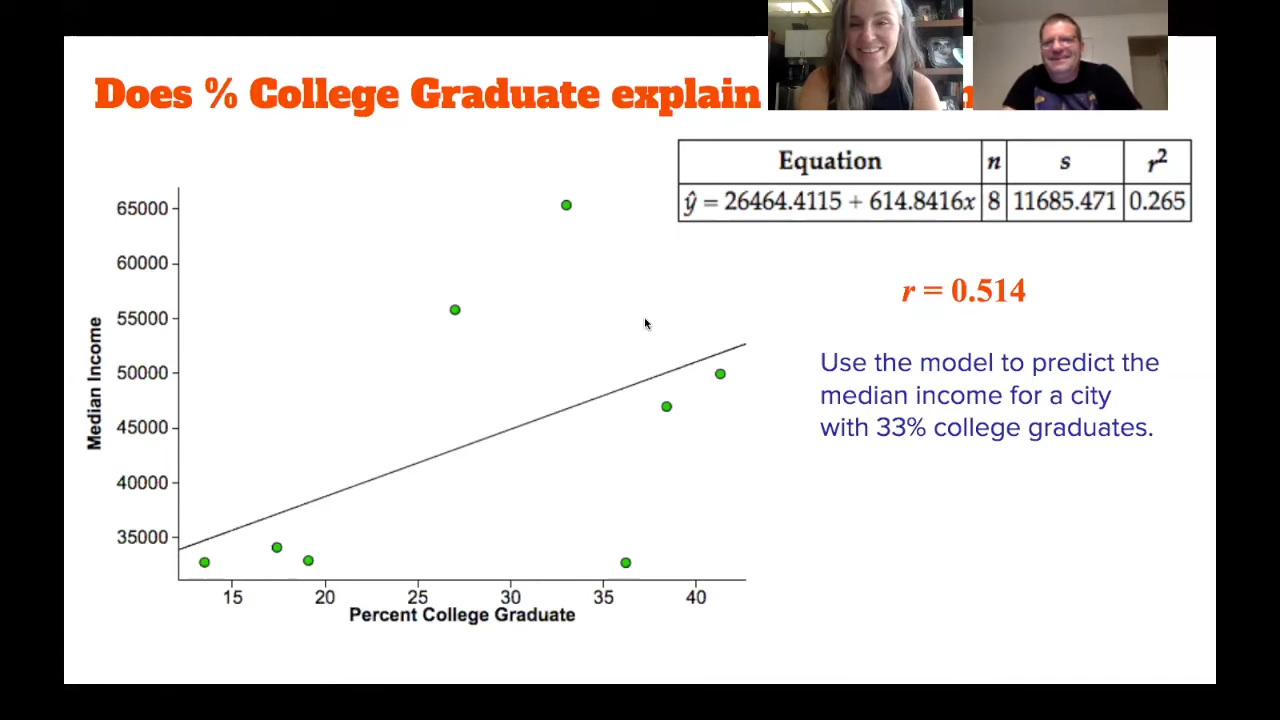 Does % College Graduate explain
Equation n s r²
ŷ = 26464.4115 + 614.8416x 8 11685.471 0.265
r = 0.514
Use the model to predict the
median income for a city
with 33% college graduates.
Median Income
65000
60000
55000
50000
45000
40000
35000
15 20 25 30 35 40
Percent College Graduate